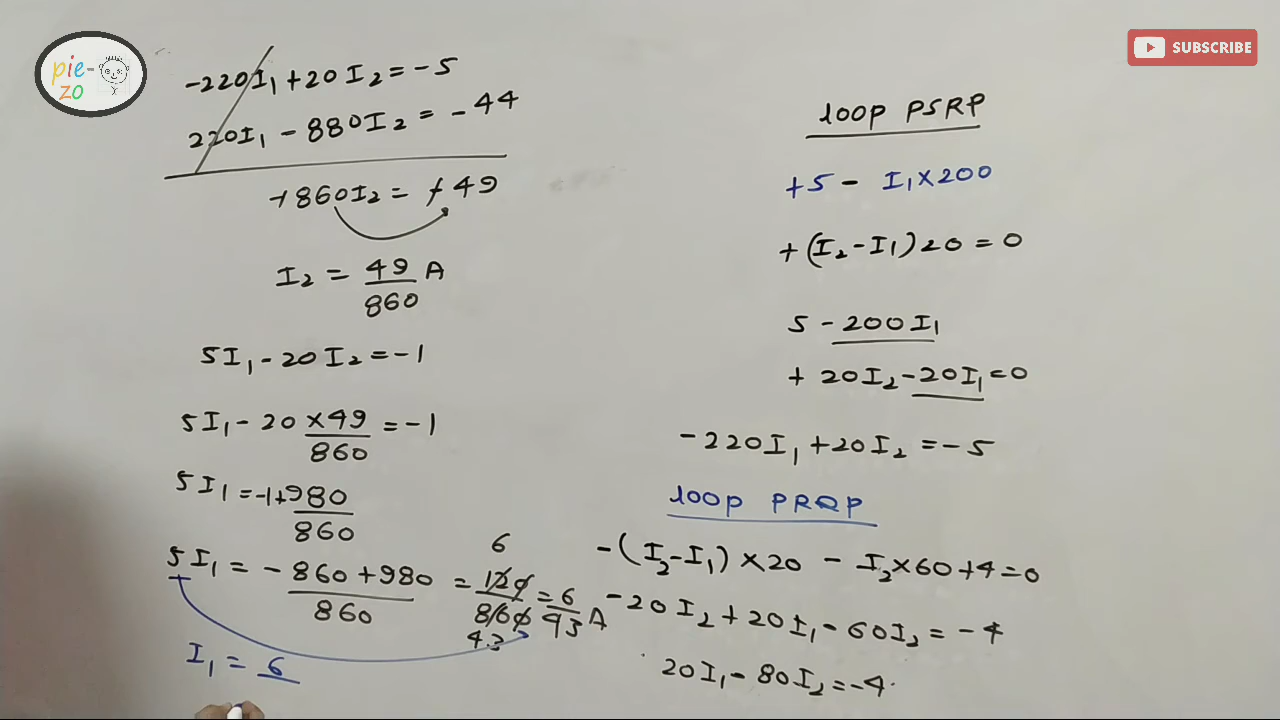 pie-
zo
SUBSCRIBE
-220I₁+20I₂=-5
220I₁-880I₂=-44
+860I₂=+49
I₂=49/860 A
5I₁-20I₂=-1
5I₁-20×49/860=-1
5I₁=-1+980/860
5I₁=-860+980/860=120/860=6/43 A
6
43
I₁=6
loop PSRP
+5-I₁×200
+(I₂-I₁)20=0
5-200I₁
+20I₂-20I₁=0
-220I₁+20I₂=-5
loop PRQP
-(I₂-I₁)×20-I₂×60+4=0
-20I₂+20I₁-60I₂=-4
20I₁-80I₂=-4